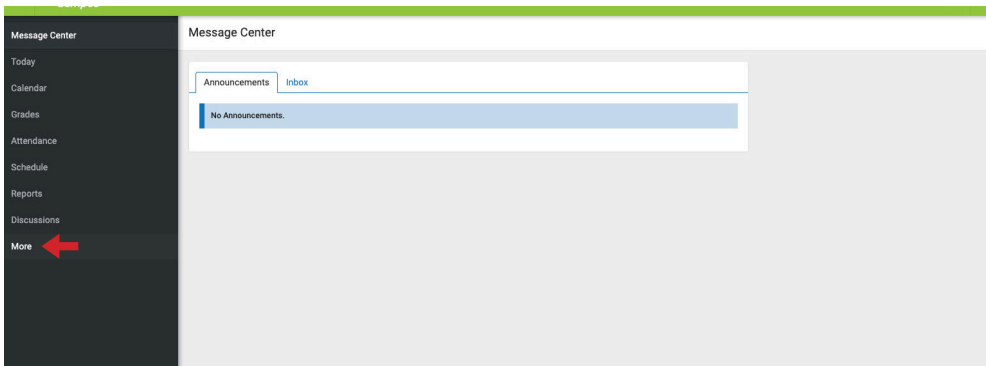 Message Center
Today
Calendar
Grades
Attendance
Schedule
Reports
Discussions
More
Message Center
Announcements Inbox
No Announcements.